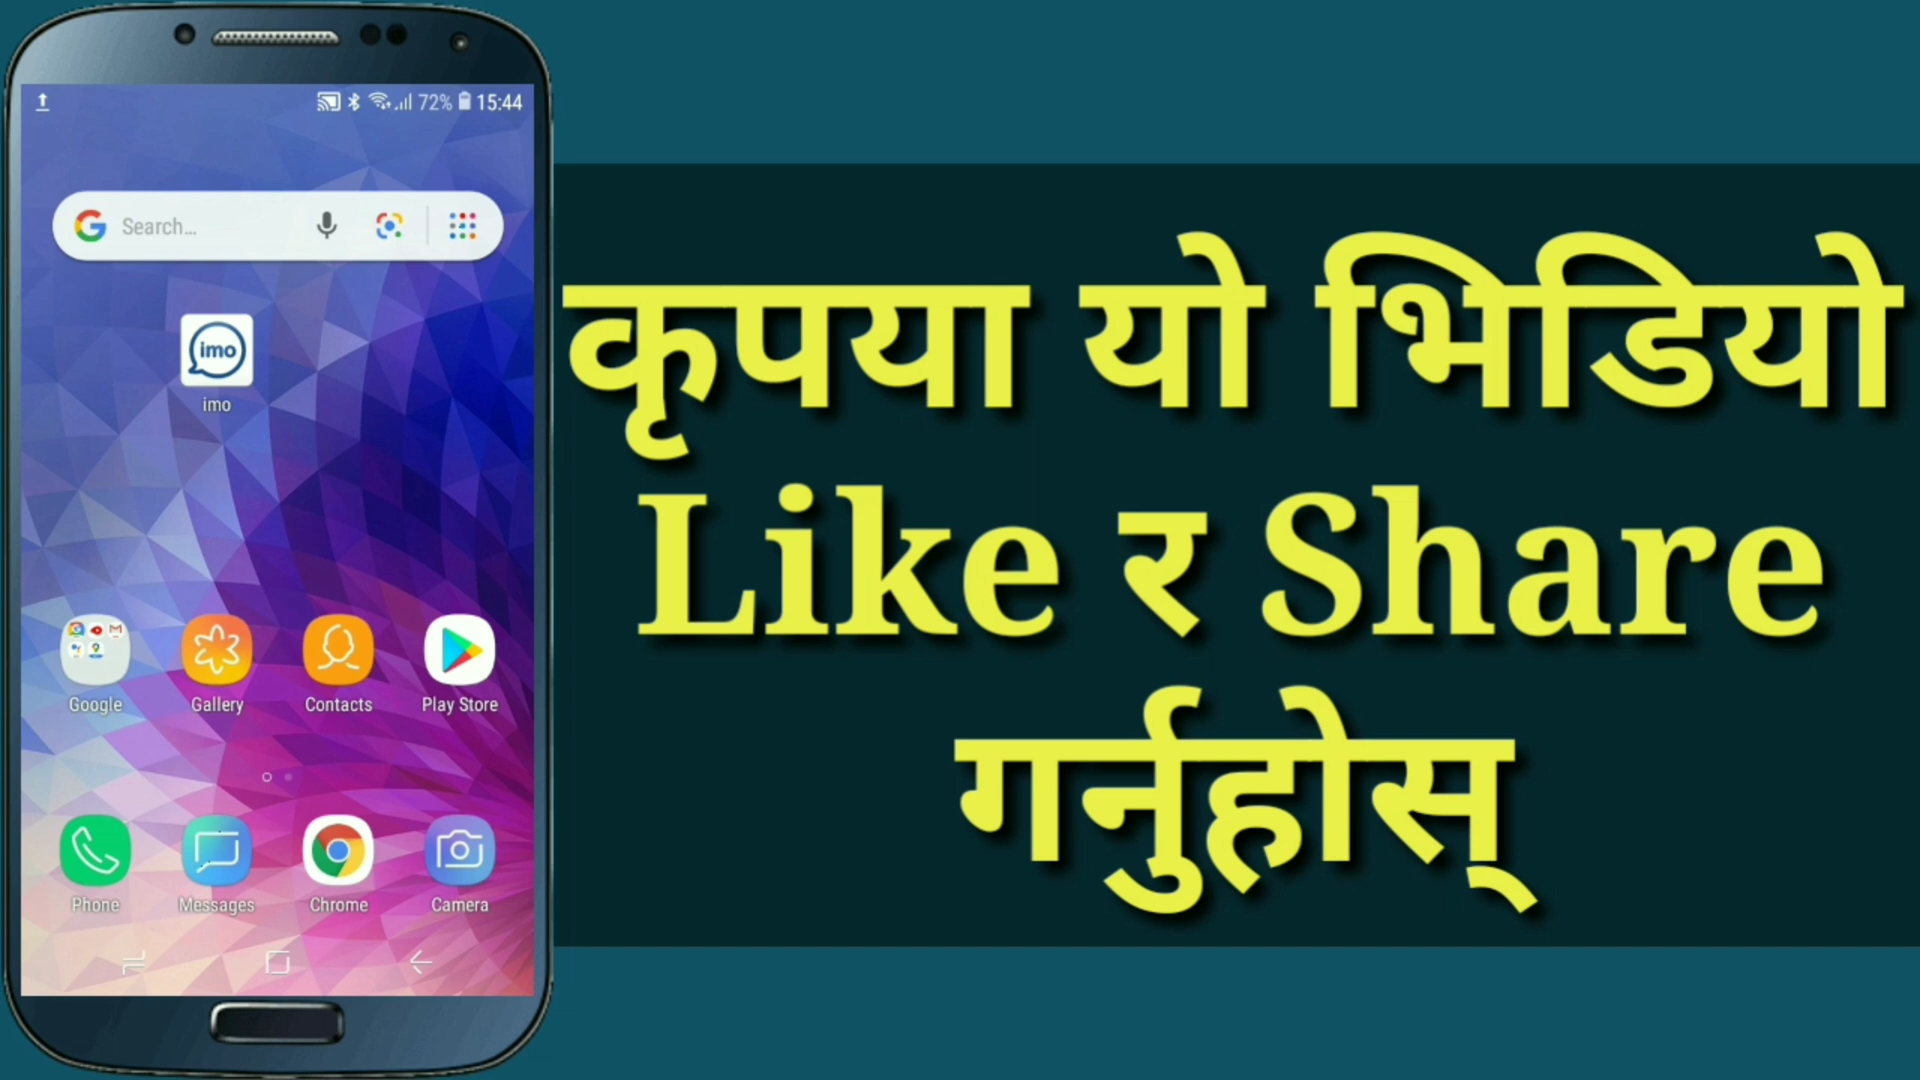 72% 15:44
Search...
imo
imo
Google Gallery Contacts Play Store
Phone Messages Chrome Camera
कृपया यो भिडियो
Like र Share
गर्नुहोस्